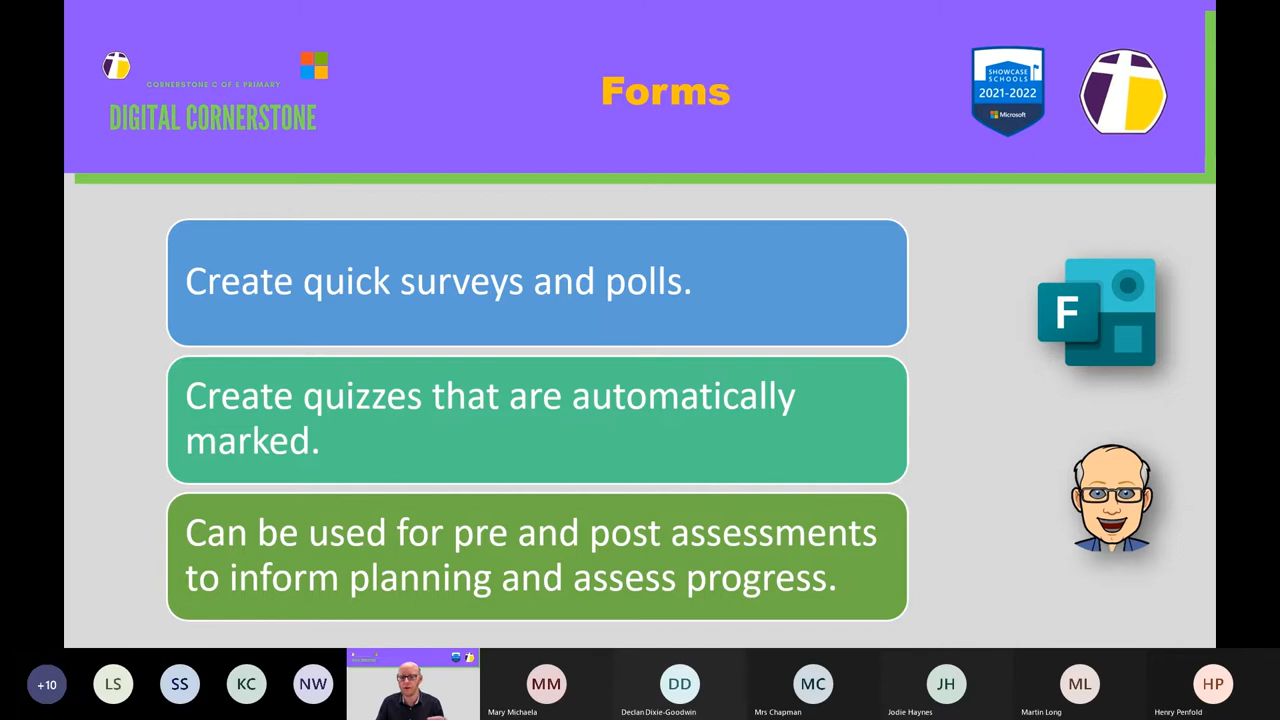 CORNERSTONE C OF E PRIMARY
DIGITAL CORNERSTONE
Forms
SHOWCASE
SCHOOLS
2021-2022
Microsoft
Create quick surveys and polls.
Create quizzes that are automatically
marked.
Can be used for pre and post assessments
to inform planning and assess progress.
F
+10
LS
SS
KC
NW
MM
DD
MC
JH
ML
HP
Mary Michaela
Declan Dixie-Goodwin
Mrs Chapman
Jodie Haynes
Martin Long
Henry Penfold